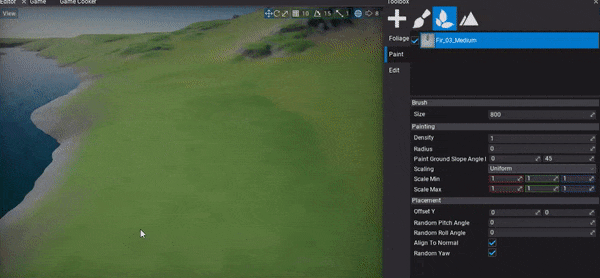 Editor × Game Game Cooker Toolbox ×
View 10 15 1 8
Foliage Fir_03_Medium
Paint
Edit
Brush
Size 800
Painting
Density 1
Radius 0
Paint Ground Slope Angle 0 45
Scaling Uniform
Scale Min 1 1 1
Scale Max 1 1 1
Placement
Offset Y 0 0
Random Pitch Angle 0
Random Roll Angle 0
Align To Normal
Random Yaw